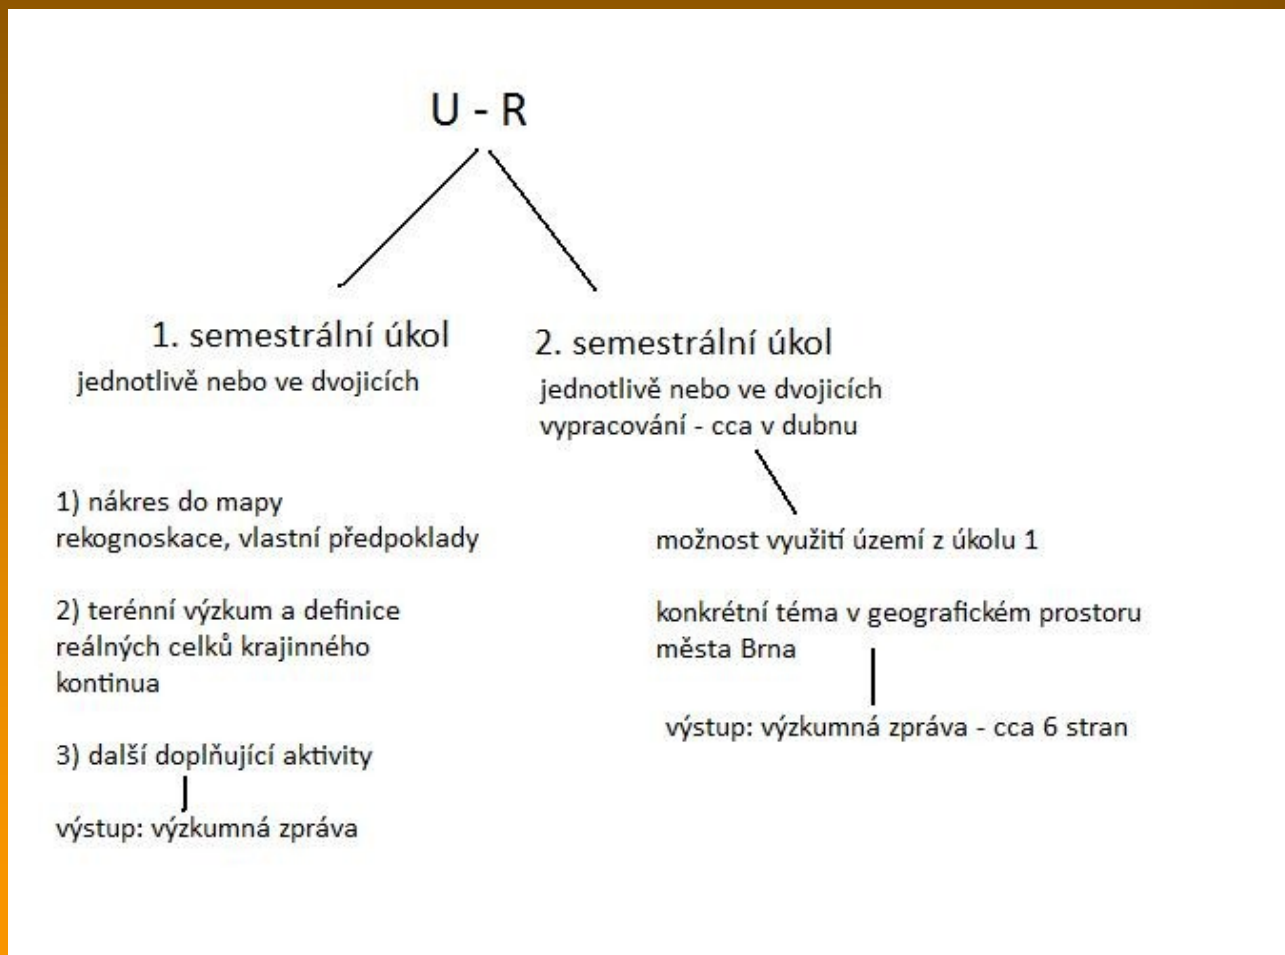 U - R
1. semestrální úkol
jednotlivě nebo ve dvojicích
1) nákres do mapy
rekognoskace, vlastní předpoklady
2) terénní výzkum a definice
reálných celků krajinného
kontinua
3) další doplňující aktivity
výstup: výzkumná zpráva
2. semestrální úkol
jednotlivě nebo ve dvojicích
vypracování - cca v dubnu
možnost využití území z úkolu 1
konkrétní téma v geografickém prostoru
města Brna
výstup: výzkumná zpráva - cca 6 stran